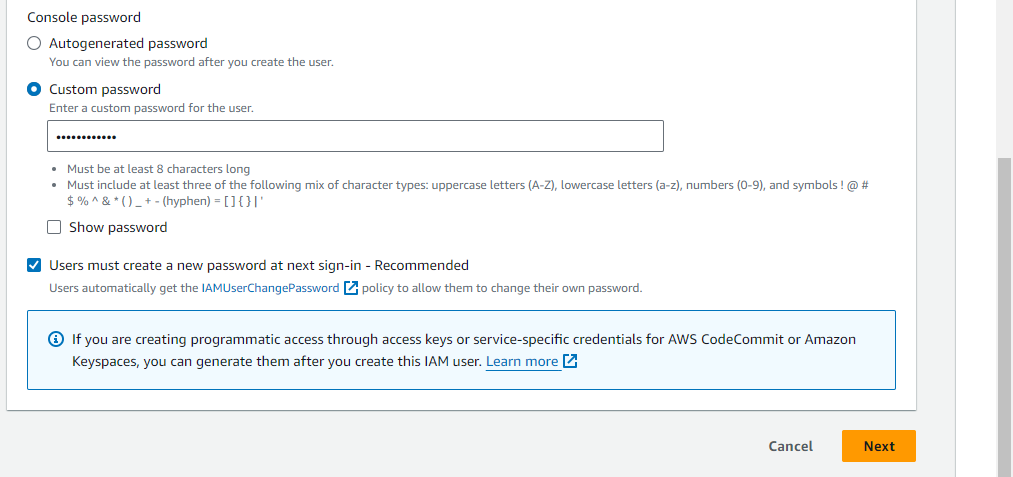 Console password
Autogenerated password
You can view the password after you create the user.
Custom password
Enter a custom password for the user.
••••••••••••
• Must be at least 8 characters long
• Must include at least three of the following mix of character types: uppercase letters (A-Z), lowercase letters (a-z), numbers (0-9), and symbols ! @ #
$ % ^ & * ( ) _ + - (hyphen) = [ ] { } | '
Show password
Users must create a new password at next sign-in - Recommended
Users automatically get the IAMUserChangePassword policy to allow them to change their own password.
If you are creating programmatic access through access keys or service-specific credentials for AWS CodeCommit or Amazon
Keyspaces, you can generate them after you create this IAM user. Learn more
Cancel
Next